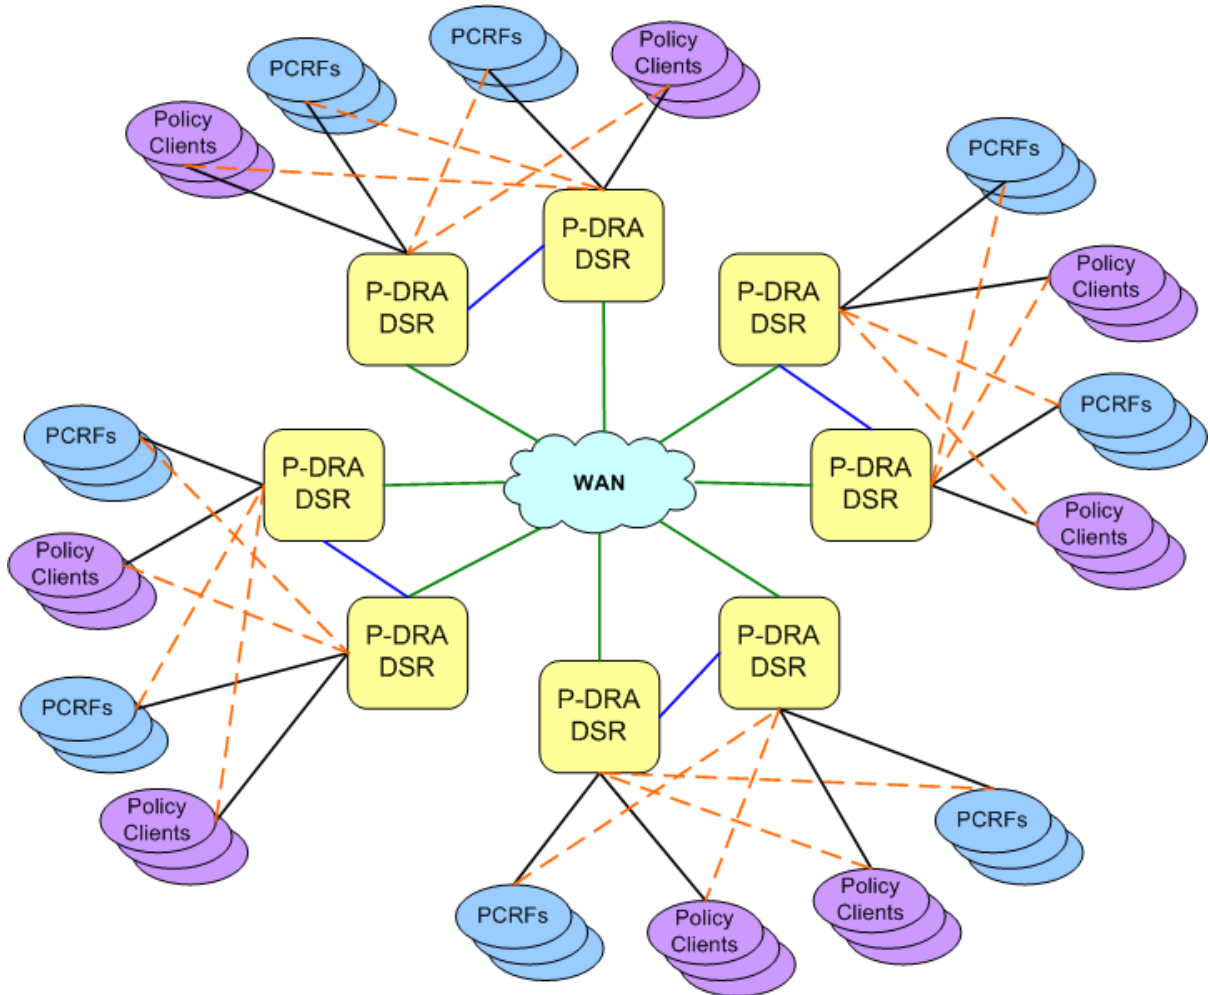 PCRFs
Policy
Clients
PCRFs
Policy
Clients
PCRFs
P-DRA
DSR
Policy
Clients
P-DRA
DSR
P-DRA
DSR
PCRFs
PCRFs
P-DRA
DSR
WAN
P-DRA
DSR
Policy
Clients
Policy
Clients
P-DRA
DSR
P-DRA
DSR
PCRFs
P-DRA
DSR
Policy
Clients
PCRFs
Policy
Clients
PCRFs
Policy
Clients